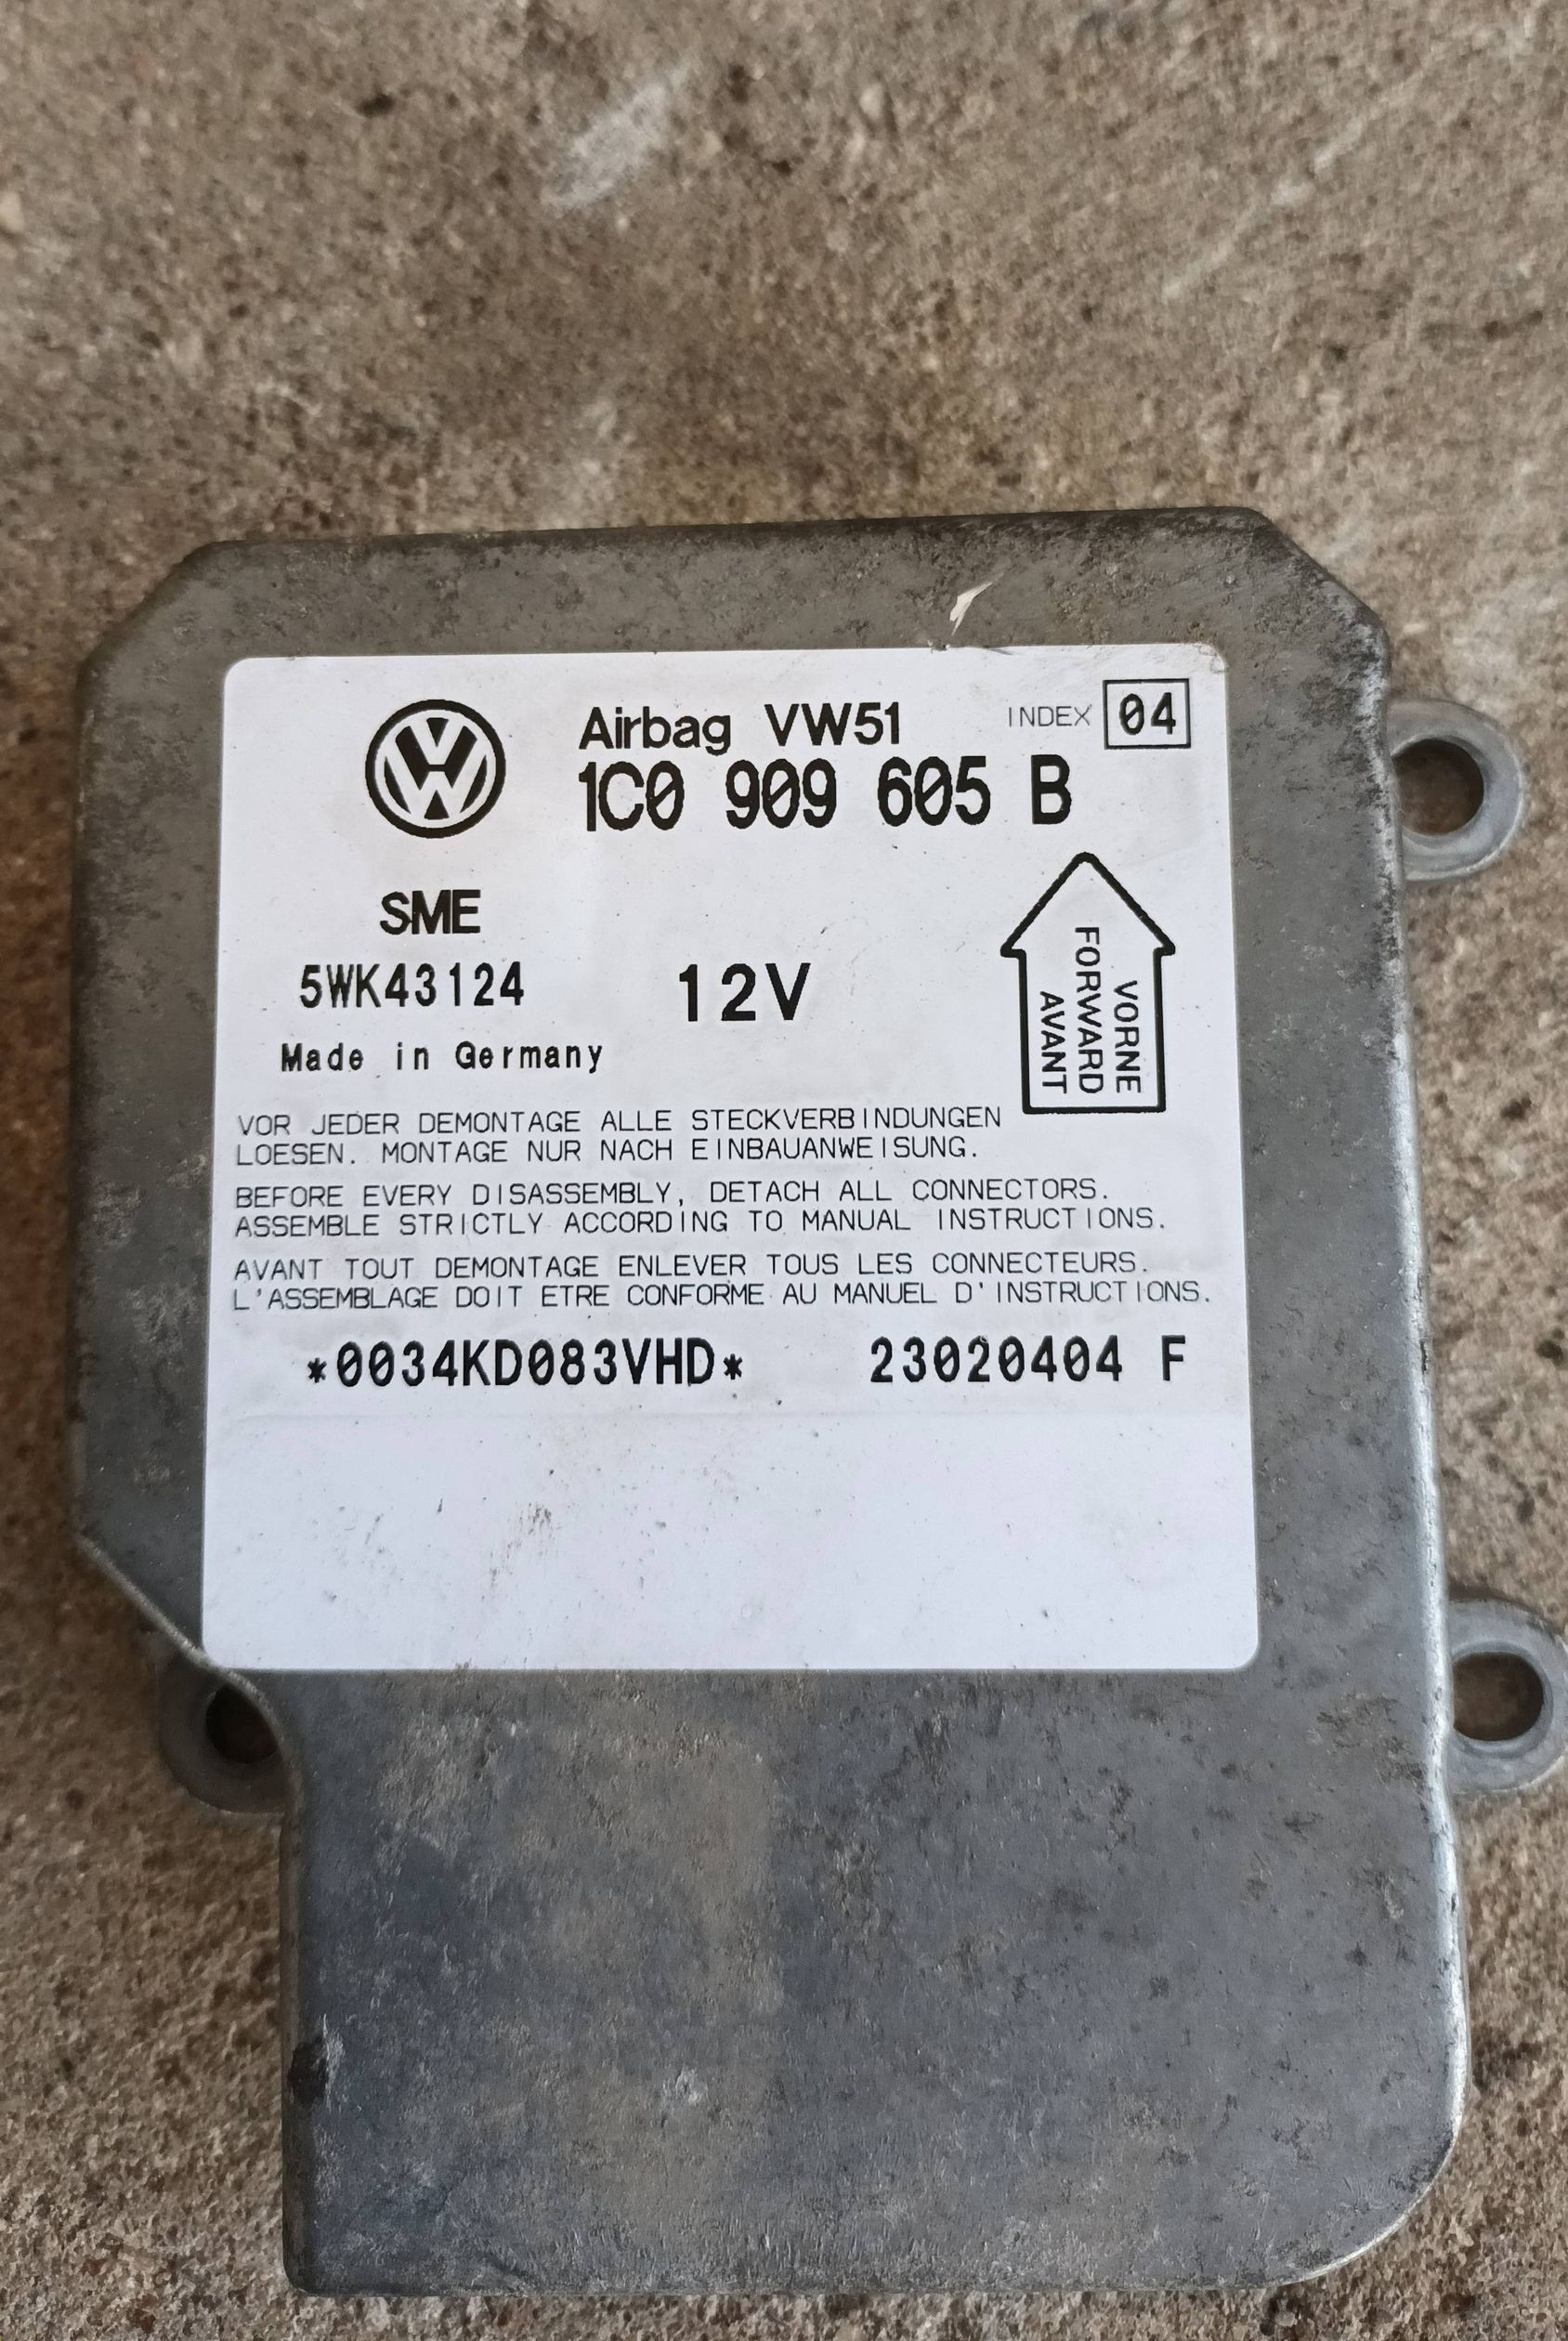 Airbag VW51 INDEX 04
1C0 909 605 B
SME
5WK43124 12V
Made in Germany
VORNE
FORWARD
AVANT
VOR JEDER DEMONTAGE ALLE STECKVERBINDUNGEN
LOESEN. MONTAGE NUR NACH EINBAUANWEISUNG.
BEFORE EVERY DISASSEMBLY, DETACH ALL CONNECTORS.
ASSEMBLE STRICTLY ACCORDING TO MANUAL INSTRUCTIONS.
AVANT TOUT DEMONTAGE ENLEVER TOUS LES CONNECTEURS.
L'ASSEMBLAGE DOIT ETRE CONFORME AU MANUEL D'INSTRUCTIONS.
*0034KD083VHD* 23020404 F